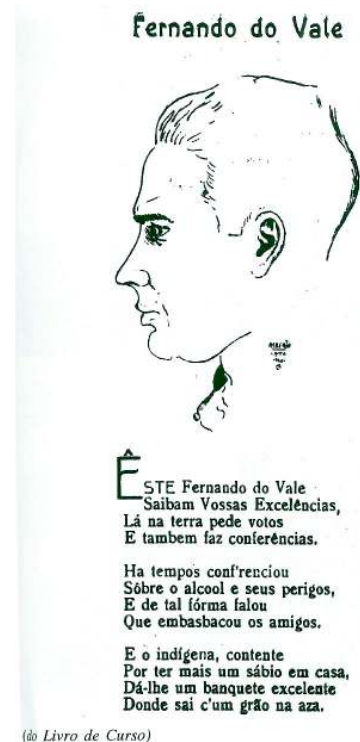 Fernando do Vale
ÊSTE Fernando do Vale
Saibam Vossas Excelências,
Lá na terra pede votos
E tambem faz conferências.
Ha tempos conf'renciou
Sôbre o alcool e seus perigos,
E de tal fórma falou
Que embasbacou os amigos.
E o indígena, contente
Por ter mais um sábio em casa,
Dá-lhe um banquete excelente
Donde sai c'um grão na aza.
(do Livro de Curso)